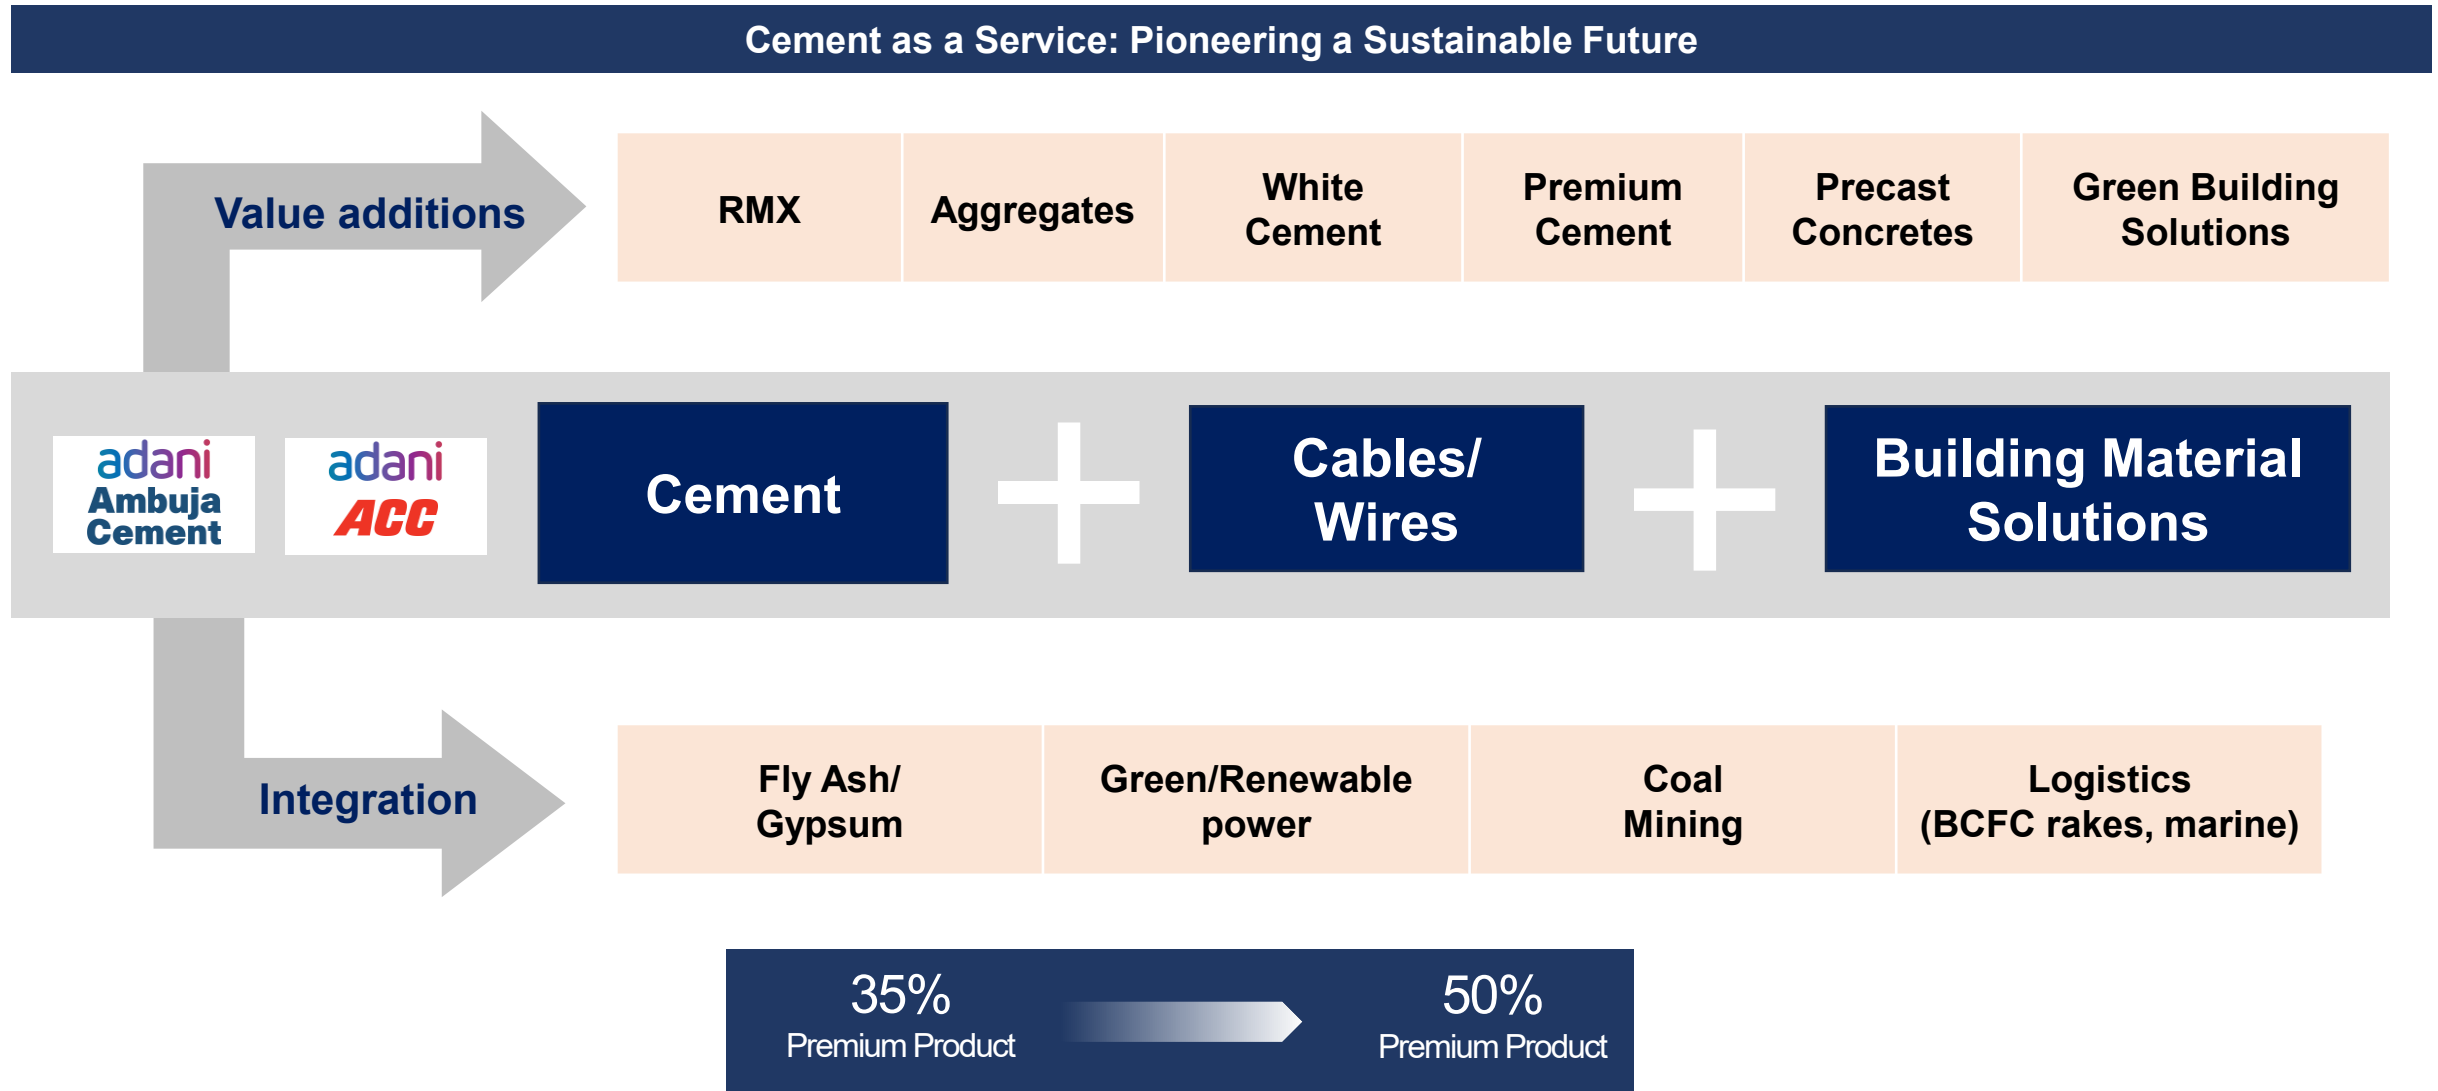 Cement as a Service: Pioneering a Sustainable Future
Value additions
RMX
Aggregates
White
Cement
Premium
Cement
Precast
Concretes
Green Building
Solutions
adani
Ambuja
Cement
adani
ACC
Cement
Cables/
Wires
Building Material
Solutions
Integration
Fly Ash/
Gypsum
Green/Renewable
power
Coal
Mining
Logistics
(BCFC rakes, marine)
35%
Premium Product
50%
Premium Product